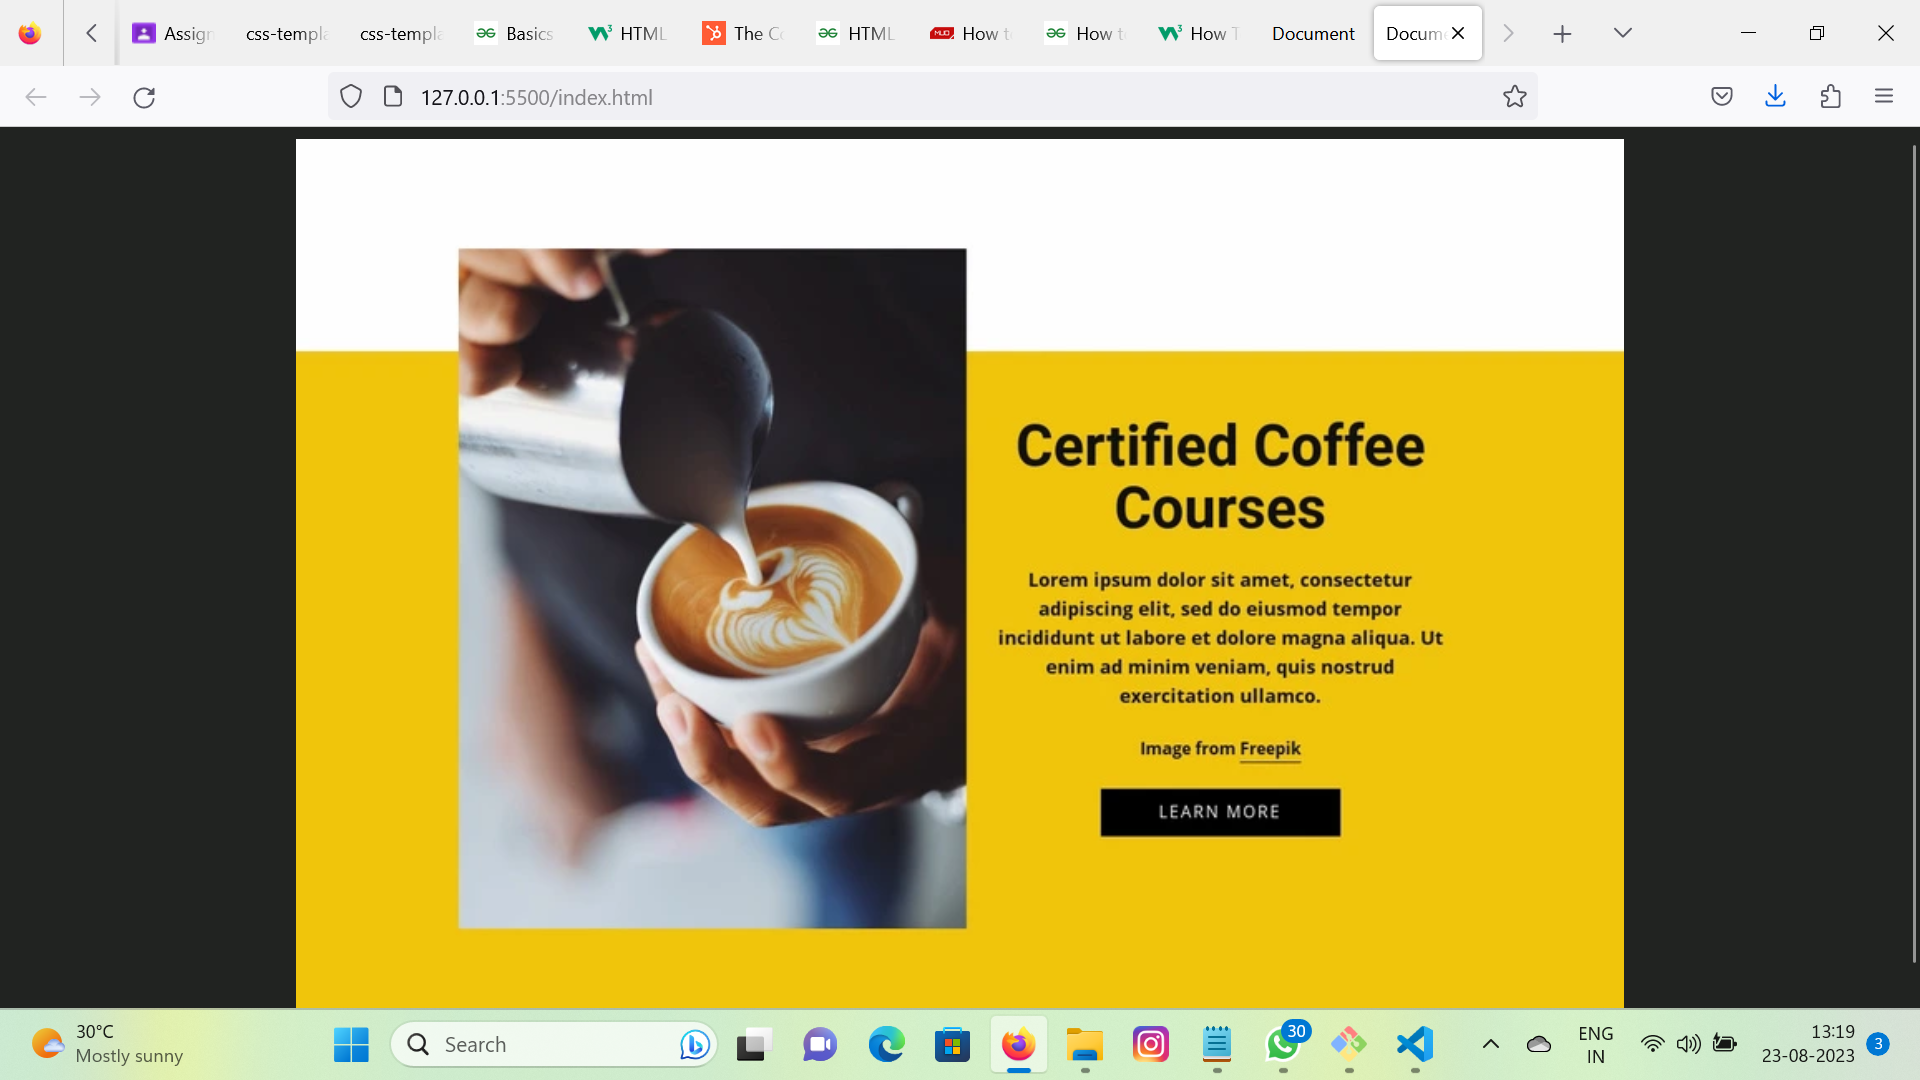 Assign
css-templa
css-templa
Basics
HTML
The Co
HTML
How to
How to
How T
Document
Docum
127.0.0.1:5500/index.html
Certified Coffee
Courses
Lorem ipsum dolor sit amet, consectetur
adipiscing elit, sed do eiusmod tempor
incididunt ut labore et dolore magna aliqua. Ut
enim ad minim veniam, quis nostrud
exercitation ullamco.
Image from Freepik
LEARN MORE
30°C
Mostly sunny
Search
30
ENG
IN
13:19
23-08-2023
3